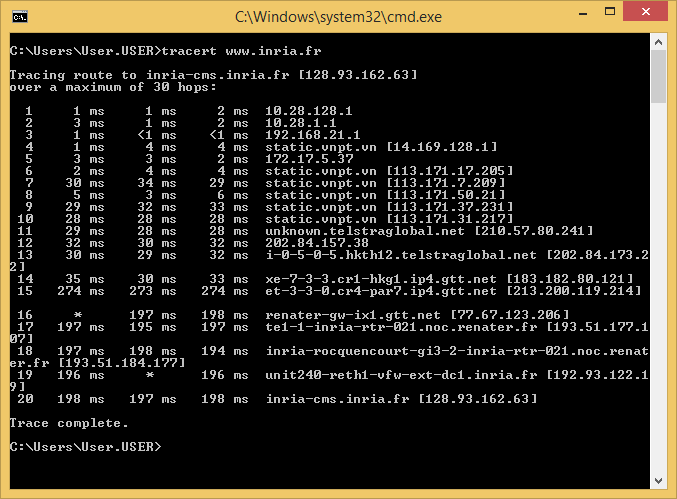 C:\Windows\system32\cmd.exe
C:\Users\User.USER>tracert www.inria.fr
Tracing route to inria-cms.inria.fr [128.93.162.63]
over a maximum of 30 hops:
1 1 ms 1 ms 2 ms 10.28.128.1
2 3 ms 1 ms 2 ms 10.28.1.1
3 1 ms <1 ms <1 ms 192.168.21.1
4 1 ms 4 ms 4 ms static.vnpt.vn [14.169.128.1]
5 3 ms 3 ms 2 ms 172.17.5.37
6 2 ms 4 ms 4 ms static.vnpt.vn [113.171.17.205]
7 30 ms 34 ms 29 ms static.vnpt.vn [113.171.7.209]
8 5 ms 3 ms 6 ms static.vnpt.vn [113.171.50.21]
9 29 ms 32 ms 33 ms static.vnpt.vn [113.171.37.231]
10 28 ms 28 ms 28 ms static.vnpt.vn [113.171.31.217]
11 29 ms 28 ms 28 ms unknown.telstraglobal.net [210.57.80.241]
12 32 ms 30 ms 32 ms 202.84.157.38
13 30 ms 29 ms 32 ms i-0-5-0-5.hkth12.telstraglobal.net [202.84.173.2
2]
14 35 ms 30 ms 33 ms xe-7-3-3.cr1-hkg1.ip4.gtt.net [183.182.80.121]
15 274 ms 273 ms 274 ms et-3-3-0.cr4-par7.ip4.gtt.net [213.200.119.214]
16 * 197 ms 198 ms renater-gw-ix1.gtt.net [77.67.123.206]
17 197 ms 195 ms 197 ms te1-1-inria-rtr-021.noc.renater.fr [193.51.177.1
07]
18 197 ms 198 ms 194 ms inria-rocquencourt-gi3-2-inria-rtr-021.noc.renat
er.fr [193.51.184.177]
19 196 ms * 196 ms unit240-reth1-vfw-ext-dc1.inria.fr [192.93.122.1
9]
20 198 ms 197 ms 198 ms inria-cms.inria.fr [128.93.162.63]
Trace complete.
C:\Users\User.USER>